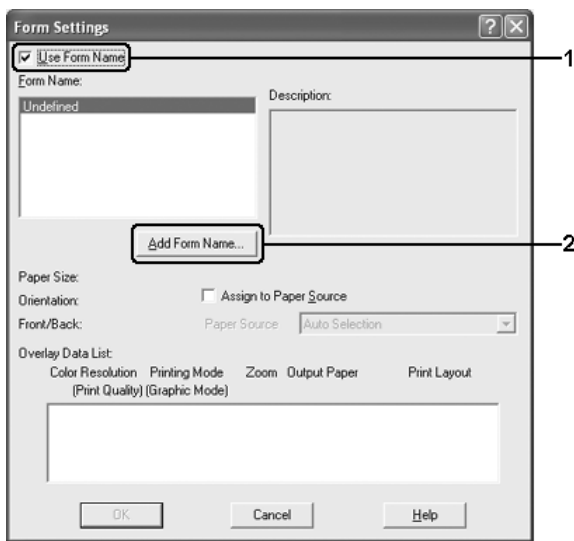 Form Settings
Use Form Name
1
Form Name:
Description:
Undefined
Add Form Name...
2
Paper Size:
Orientation:
Assign to Paper Source
Front/Back:
Paper Source
Auto Selection
Overlay Data List:
Color Resolution Printing Mode Zoom Output Paper Print Layout
(Print Quality) (Graphic Mode)
OK Cancel Help